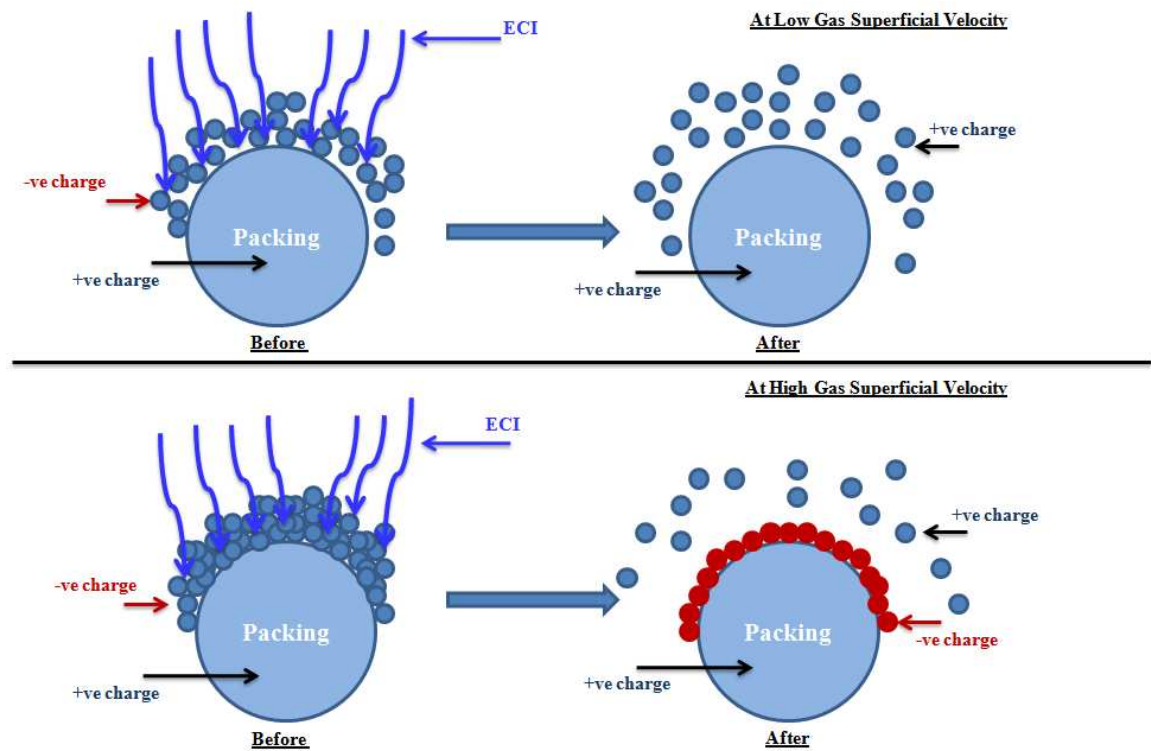 At Low Gas Superficial Velocity
ECI
+ve charge
-ve charge
Packing
Packing
+ve charge
+ve charge
Before
After
At High Gas Superficial Velocity
ECI
+ve charge
-ve charge
Packing
Packing
-ve charge
+ve charge
+ve charge
Before
After